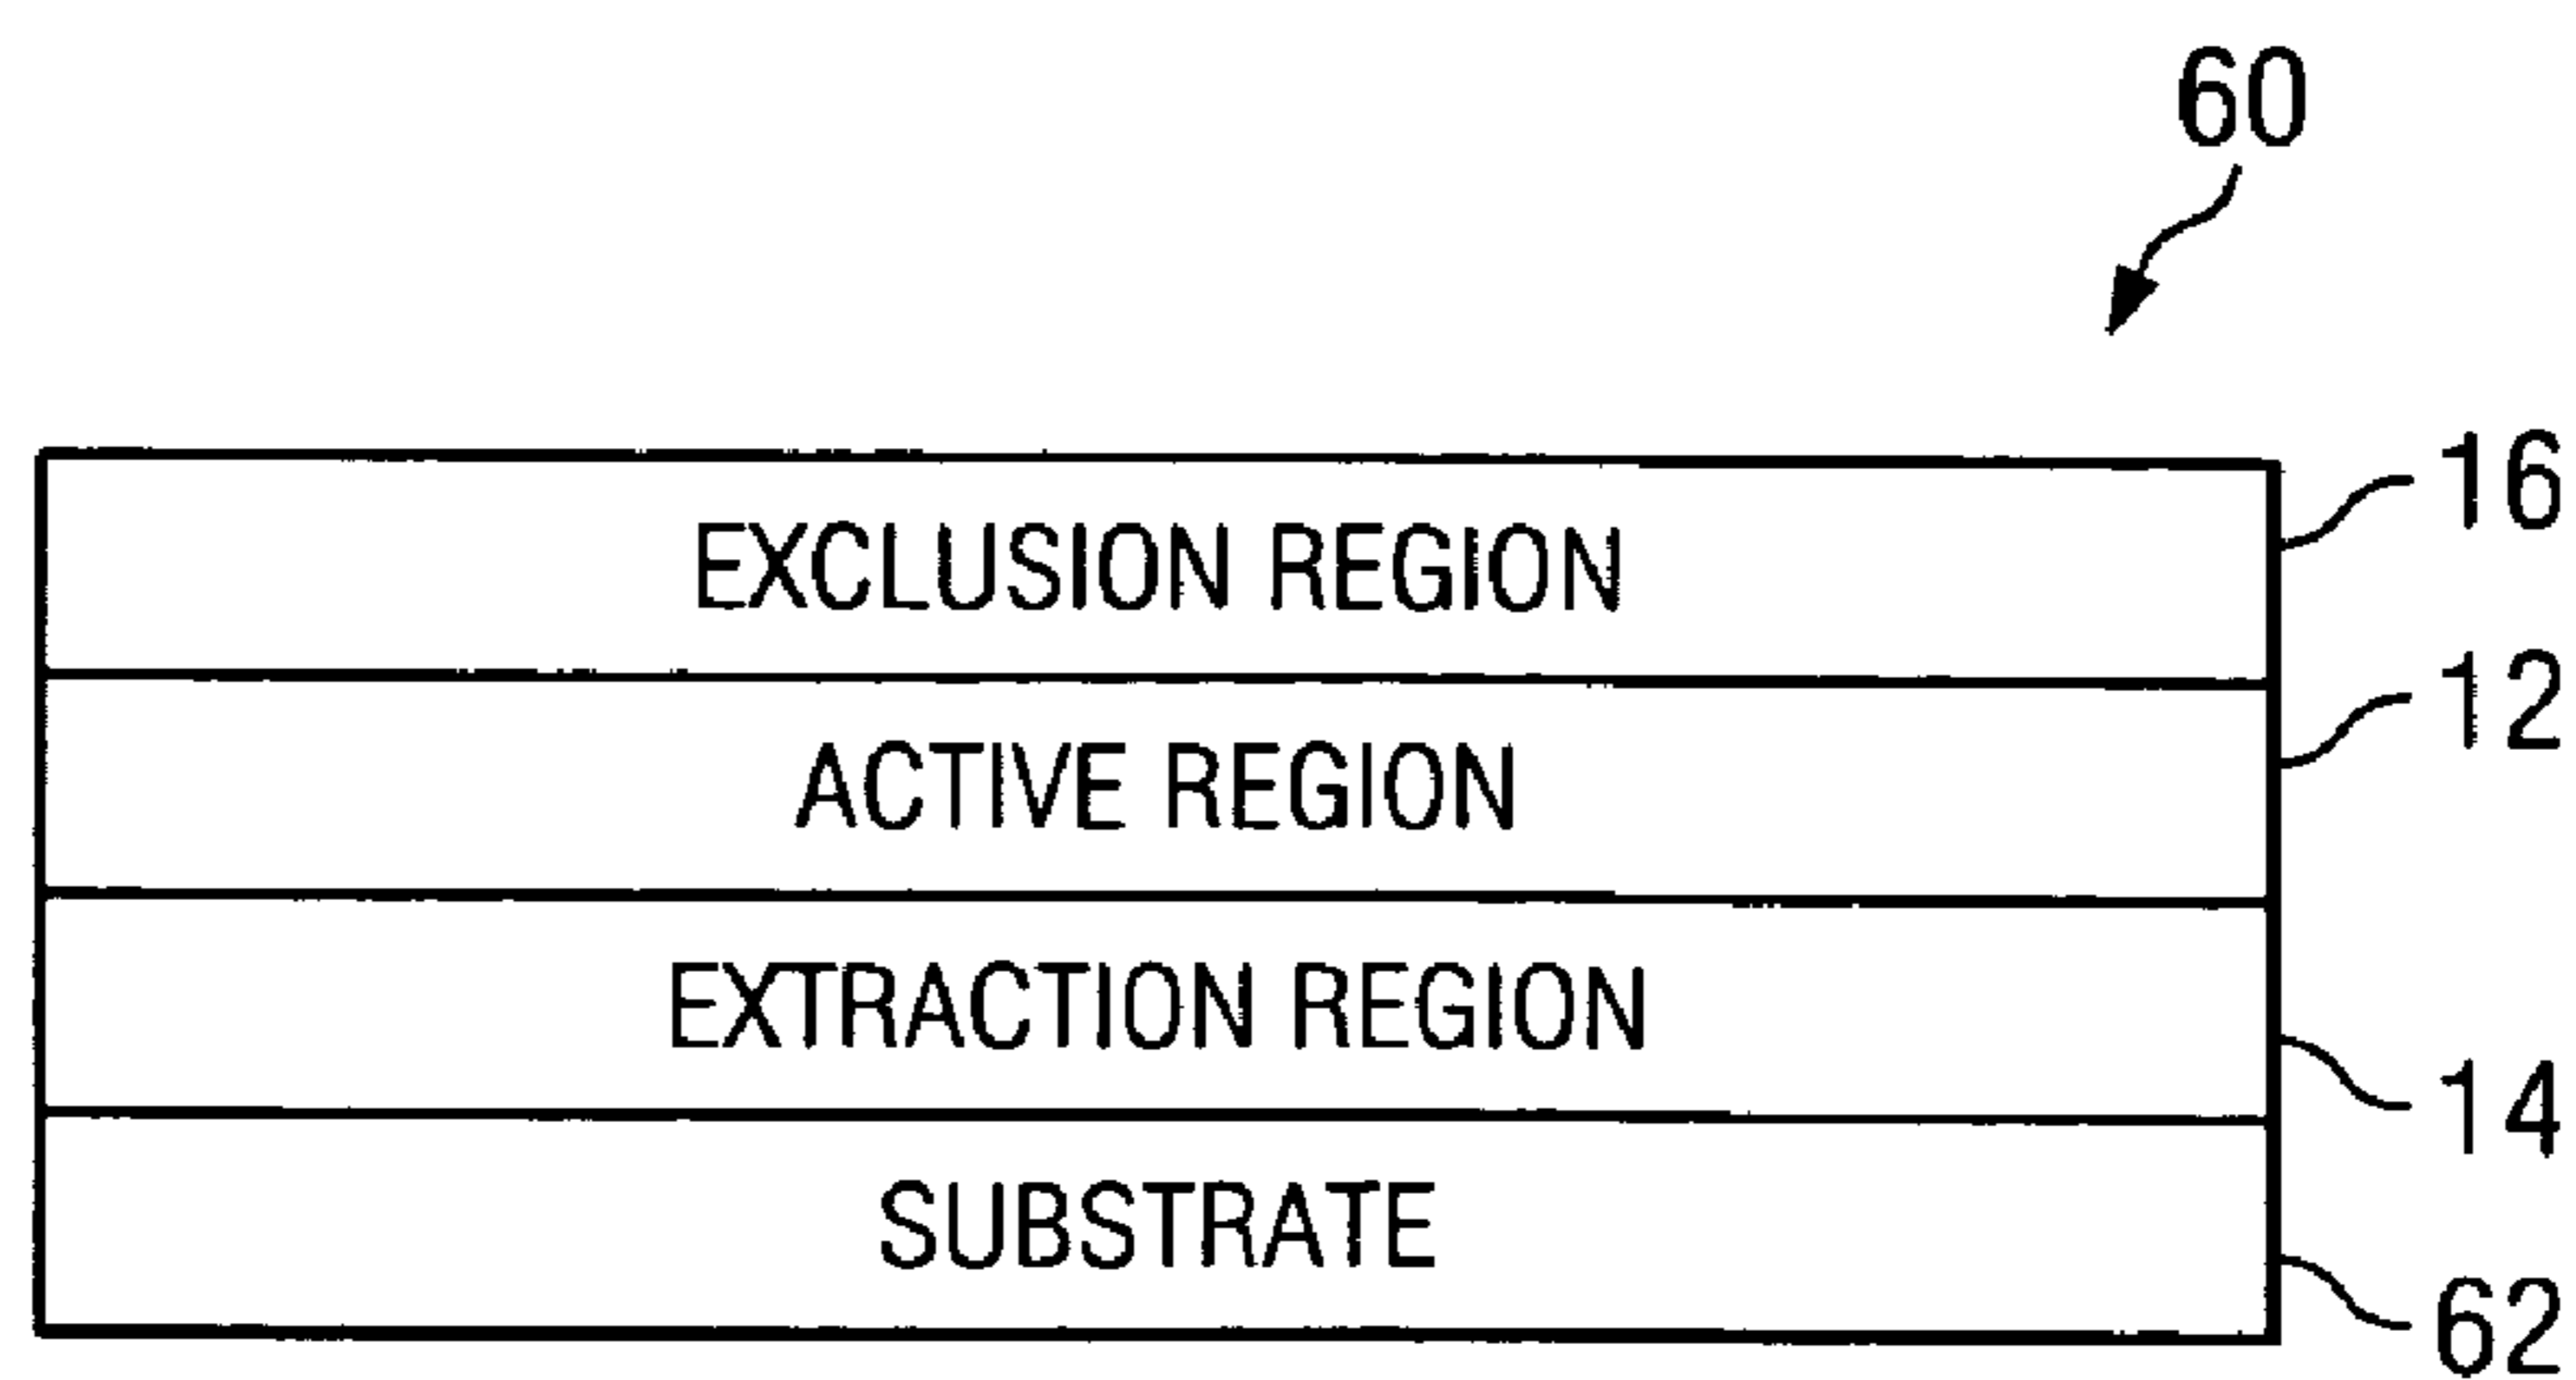 60
EXCLUSION REGION 16
ACTIVE REGION 12
EXTRACTION REGION 14
SUBSTRATE 62